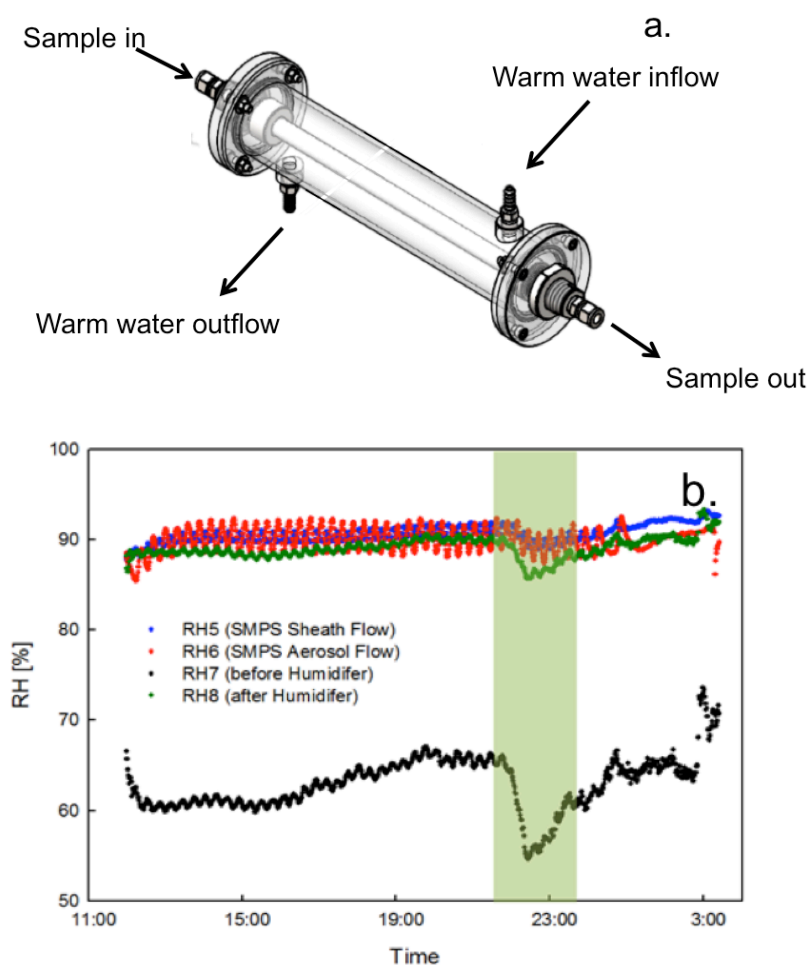 a.
Sample in
Warm water inflow
Warm water outflow
Sample out
100
b.
90
80
RH5 (SMPS Sheath Flow)
RH6 (SMPS Aerosol Flow)
RH7 (before Humidifer)
RH8 (after Humidifer)
RH [%]
70
60
50
11:00 15:00 19:00 23:00 3:00
Time